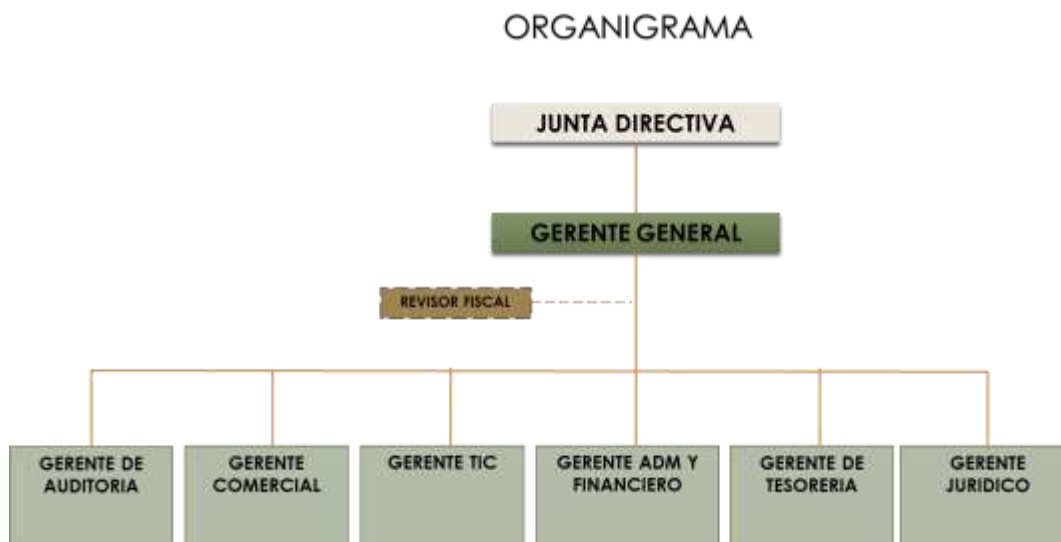 ORGANIGRAMA
JUNTA DIRECTIVA
GERENTE GENERAL
REVISOR FISCAL
GERENTE DE
AUDITORIA
GERENTE
COMERCIAL
GERENTE TIC
GERENTE ADM Y
FINANCIERO
GERENTE DE
TESORERIA
GERENTE
JURIDICO